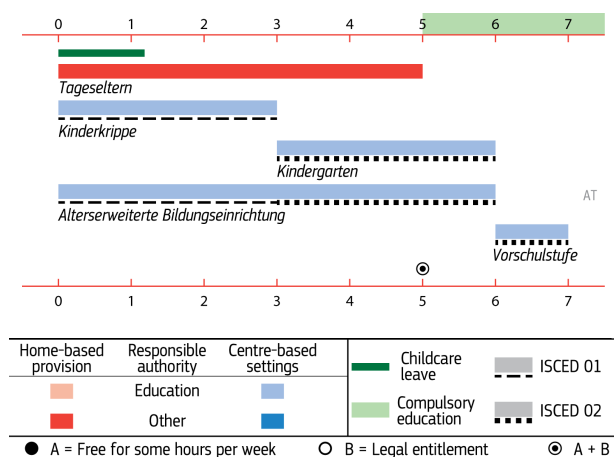 0 1 2 3 4 5 6 7
Tageseltern
Kinderkrippe
Kindergarten
AT
Alterserweiterte Bildungseinrichtung
Vorschulstufe
0 1 2 3 4 5 6 7
Home-based provision
Responsible authority
Centre-based settings
Education
Other
Childcare leave
ISCED 01
Compulsory education
ISCED 02
A = Free for some hours per week
B = Legal entitlement
A + B